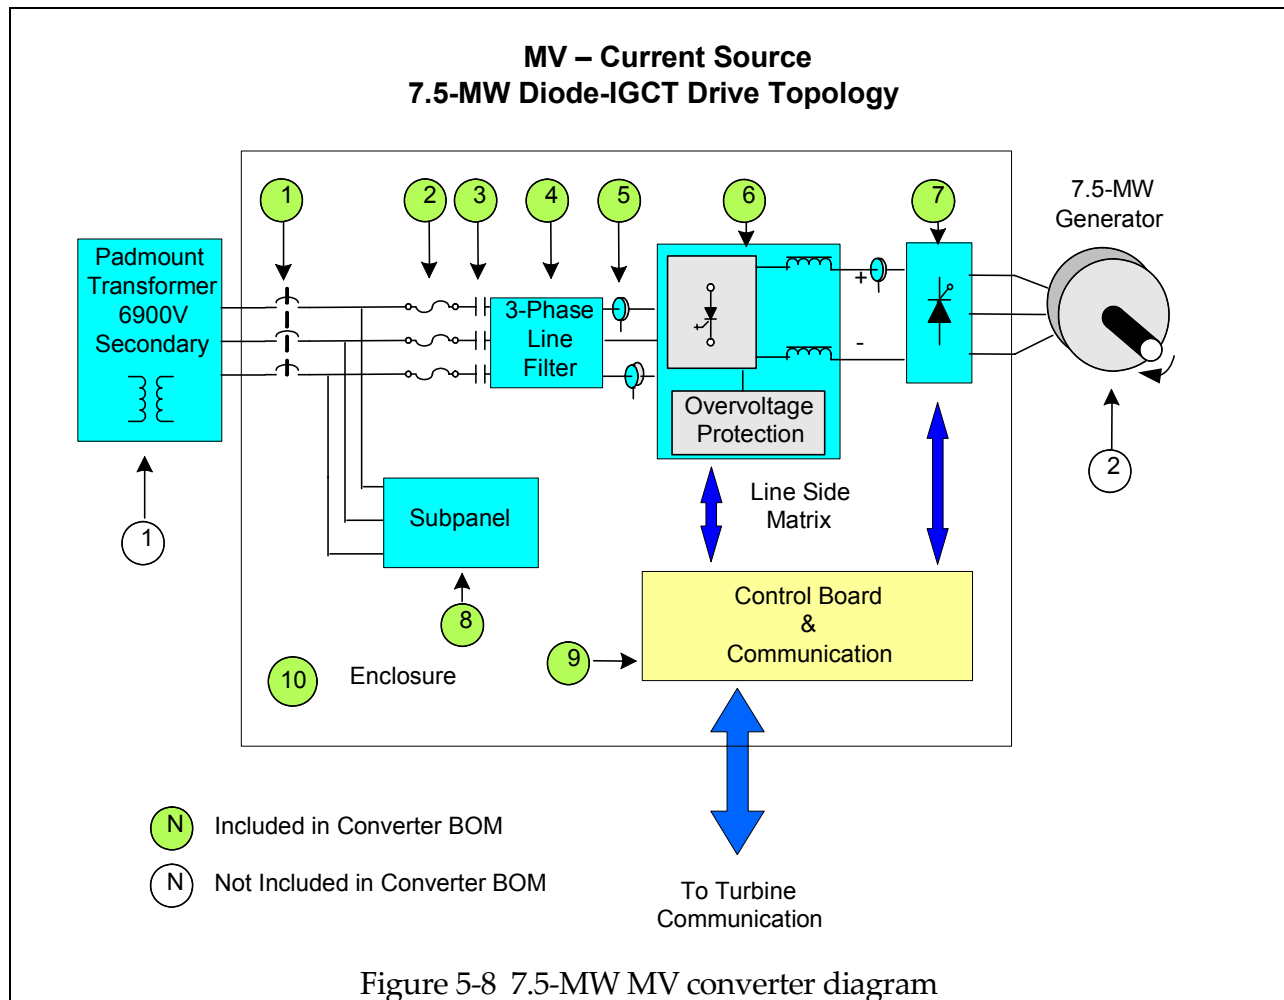 MV – Current Source
7.5-MW Diode-IGCT Drive Topology
1
2
3
4
5
6
7
7.5-MW
Generator
Padmount
Transformer
6900V
Secondary
3-Phase
Line
Filter
+
-
Overvoltage
Protection
2
1
Subpanel
Line Side
Matrix
8
Control Board
&
Communication
9
10
Enclosure
N
Included in Converter BOM
N
Not Included in Converter BOM
To Turbine
Communication
Figure 5-8 7.5-MW MV converter diagram